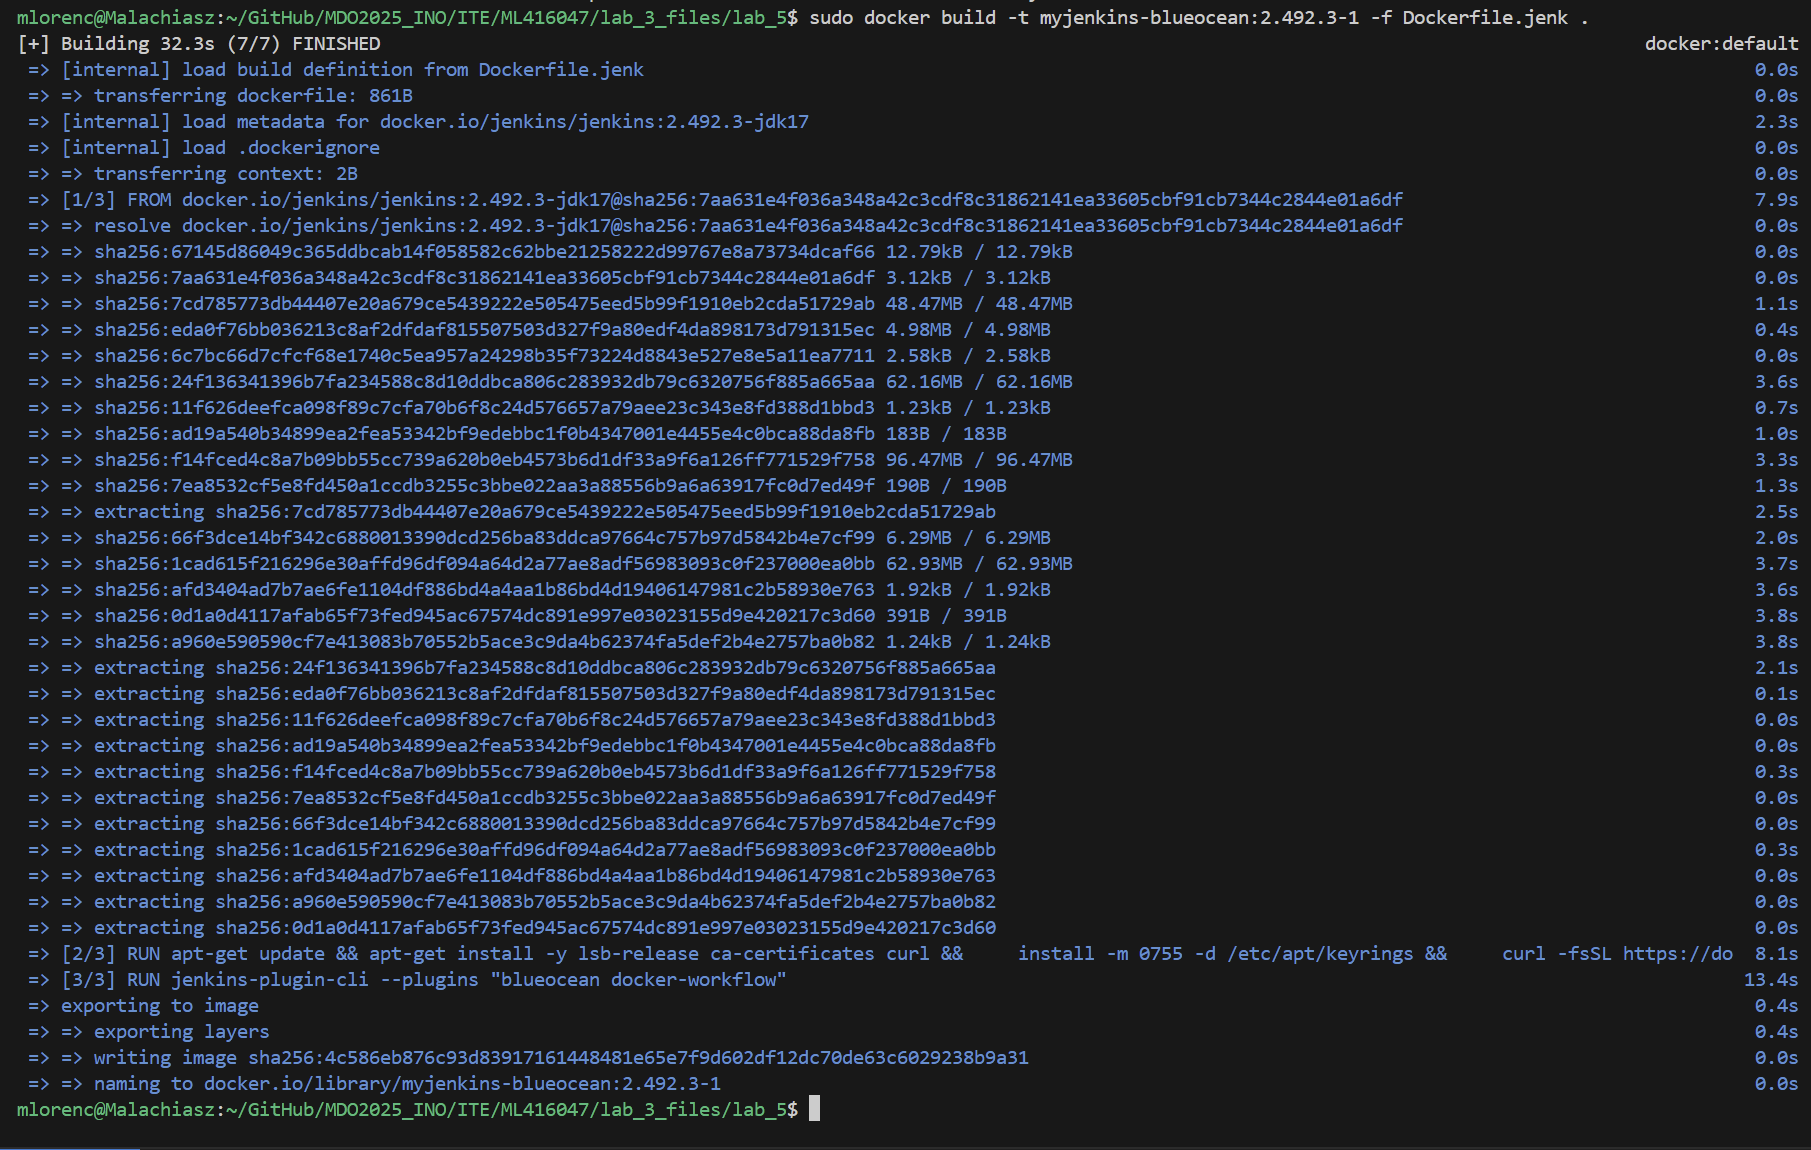 mlorenc@Malachiasz:~/GitHub/MDO2025_INO/ITE/ML416047/lab_3_files/lab_5$ sudo docker build -t myjenkins-blueocean:2.492.3-1 -f Dockerfile.jenk .
[+] Building 32.3s (7/7) FINISHED docker:default
=> [internal] load build definition from Dockerfile.jenk 0.0s
=> => transferring dockerfile: 861B 0.0s
=> [internal] load metadata for docker.io/jenkins/jenkins:2.492.3-jdk17 2.3s
=> [internal] load .dockerignore 0.0s
=> => transferring context: 2B 0.0s
=> [1/3] FROM docker.io/jenkins/jenkins:2.492.3-jdk17@sha256:7aa631e4f036a348a42c3cdf8c31862141ea33605cbf91cb7344c2844e01a6df 7.9s
=> => resolve docker.io/jenkins/jenkins:2.492.3-jdk17@sha256:7aa631e4f036a348a42c3cdf8c31862141ea33605cbf91cb7344c2844e01a6df 0.0s
=> => sha256:67145d86049c365ddbcab14f058582c62bbe21258222d99767e8a73734dcaf66 12.79kB / 12.79kB 0.0s
=> => sha256:7aa631e4f036a348a42c3cdf8c31862141ea33605cbf91cb7344c2844e01a6df 3.12kB / 3.12kB 0.0s
=> => sha256:7cd785773db44407e20a679ce5439222e505475eed5b99f1910eb2cda51729ab 48.47MB / 48.47MB 1.1s
=> => sha256:eda0f76bb036213c8af2dfdaf815507503d327f9a80edf4da898173d791315ec 4.98MB / 4.98MB 0.4s
=> => sha256:6c7bc66d7cfcf68e1740c5ea957a24298b35f73224d8843e527e8e5a11ea7711 2.58kB / 2.58kB 0.0s
=> => sha256:24f136341396b7fa234588c8d10ddbca806c283932db79c6320756f885a665aa 62.16MB / 62.16MB 3.6s
=> => sha256:11f626deefca098f89c7cfa70b6f8c24d576657a79aee23c343e8fd388d1bbd3 1.23kB / 1.23kB 0.7s
=> => sha256:ad19a540b34899ea2fea53342bf9edebbc1f0b4347001e4455e4c0bca88da8fb 183B / 183B 1.0s
=> => sha256:f14fced4c8a7b09bb55cc739a620b0eb4573b6d1df33a9f6a126ff771529f758 96.47MB / 96.47MB 3.3s
=> => sha256:7ea8532cf5e8fd450a1ccdb3255c3bbe022aa3a88556b9a6a63917fc0d7ed49f 190B / 190B 1.3s
=> => extracting sha256:7cd785773db44407e20a679ce5439222e505475eed5b99f1910eb2cda51729ab 2.5s
=> => sha256:66f3dce14bf342c6880013390dcd256ba83ddca97664c757b97d5842b4e7cf99 6.29MB / 6.29MB 2.0s
=> => sha256:1cad615f216296e30affd96df094a64d2a77ae8adf56983093c0f237000ea0bb 62.93MB / 62.93MB 3.7s
=> => sha256:afd3404ad7b7ae6fe1104df886bd4a4aa1b86bd4d19406147981c2b58930e763 1.92kB / 1.92kB 3.6s
=> => sha256:0d1a0d4117afab65f73fed945ac67574dc891e997e03023155d9e420217c3d60 391B / 391B 3.8s
=> => sha256:a960e590590cf7e413083b70552b5ace3c9da4b62374fa5def2b4e2757ba0b82 1.24kB / 1.24kB 3.8s
=> => extracting sha256:24f136341396b7fa234588c8d10ddbca806c283932db79c6320756f885a665aa 2.1s
=> => extracting sha256:eda0f76bb036213c8af2dfdaf815507503d327f9a80edf4da898173d791315ec 0.1s
=> => extracting sha256:11f626deefca098f89c7cfa70b6f8c24d576657a79aee23c343e8fd388d1bbd3 0.0s
=> => extracting sha256:ad19a540b34899ea2fea53342bf9edebbc1f0b4347001e4455e4c0bca88da8fb 0.0s
=> => extracting sha256:f14fced4c8a7b09bb55cc739a620b0eb4573b6d1df33a9f6a126ff771529f758 0.3s
=> => extracting sha256:7ea8532cf5e8fd450a1ccdb3255c3bbe022aa3a88556b9a6a63917fc0d7ed49f 0.0s
=> => extracting sha256:66f3dce14bf342c6880013390dcd256ba83ddca97664c757b97d5842b4e7cf99 0.0s
=> => extracting sha256:1cad615f216296e30affd96df094a64d2a77ae8adf56983093c0f237000ea0bb 0.3s
=> => extracting sha256:afd3404ad7b7ae6fe1104df886bd4a4aa1b86bd4d19406147981c2b58930e763 0.0s
=> => extracting sha256:a960e590590cf7e413083b70552b5ace3c9da4b62374fa5def2b4e2757ba0b82 0.0s
=> => extracting sha256:0d1a0d4117afab65f73fed945ac67574dc891e997e03023155d9e420217c3d60 0.0s
=> [2/3] RUN apt-get update && apt-get install -y lsb-release ca-certificates curl &&     install -m 0755 -d /etc/apt/keyrings &&     curl -fsSL https://do 8.1s
=> [3/3] RUN jenkins-plugin-cli --plugins "blueocean docker-workflow" 13.4s
=> exporting to image 0.4s
=> => exporting layers 0.4s
=> => writing image sha256:4c586eb876c93d83917161448481e65e7f9d602df12dc70de63c6029238b9a31 0.0s
=> => naming to docker.io/library/myjenkins-blueocean:2.492.3-1 0.0s
mlorenc@Malachiasz:~/GitHub/MDO2025_INO/ITE/ML416047/lab_3_files/lab_5$